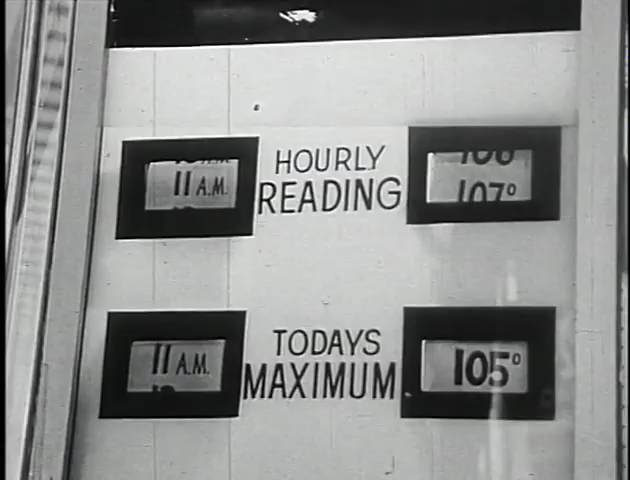 HOURLY
11 A.M. READING 107°
TODAYS
11 A.M. MAXIMUM 105°